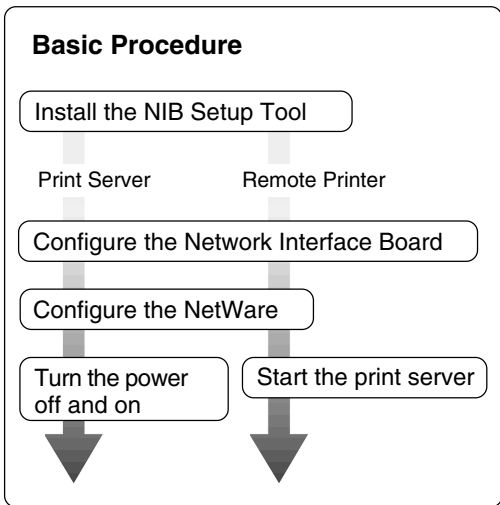 Basic Procedure
Install the NIB Setup Tool
Print Server
Remote Printer
Configure the Network Interface Board
Configure the NetWare
Turn the power
off and on
Start the print server